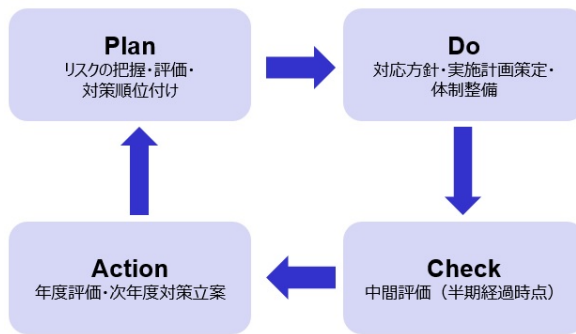 Plan
リスクの把握・評価・
対策順位付け
Do
対応方針・実施計画策定・
体制整備
Action
年度評価・次年度対策立案
Check
中間評価（半期経過時点）